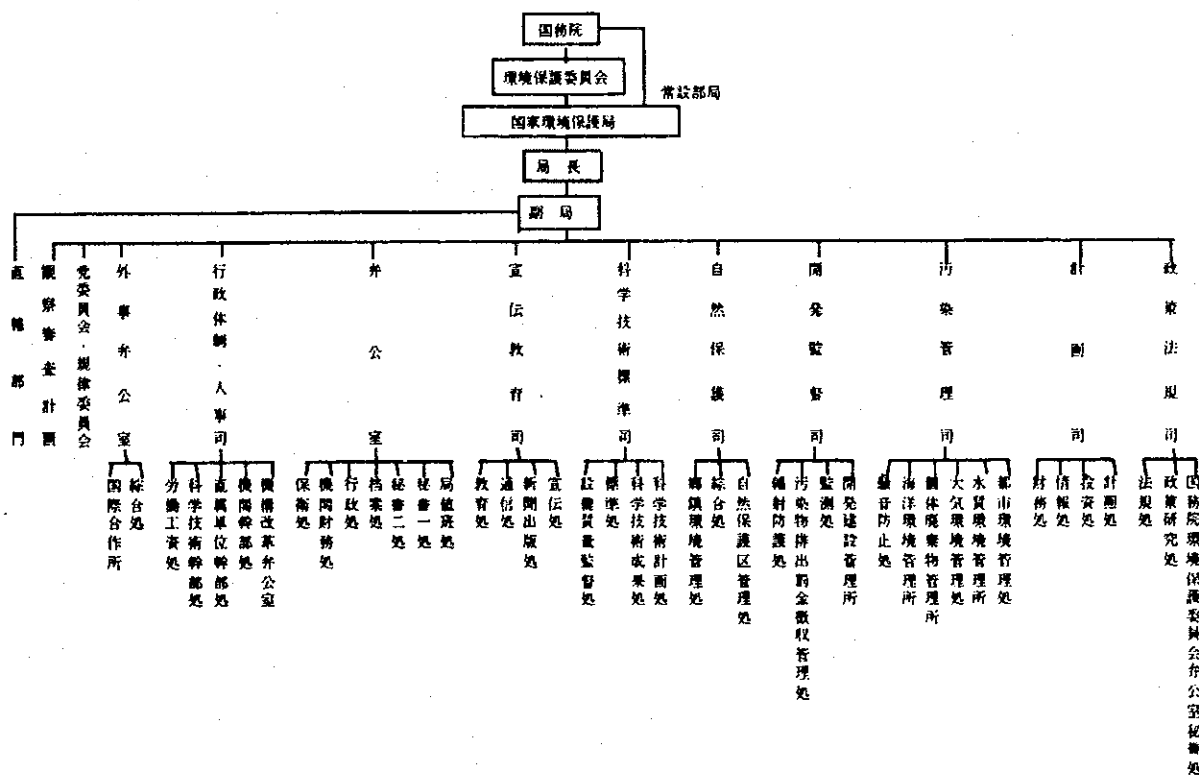 国務院
環境保護委員会
常設部局
国家環境保護局
局長
副局
政策法規司
計画司
汚染管理司
開発監督司
自然保護司
科学技術標準司
宣伝教育司
弁公室
行政体制・人事司
外事弁公室
党委員会・規律委員会
観察審査計画
直轄部門
国務院環境保護委員会弁公室秘書処
政策研究処
法規処
計画処
投資処
情報処
財務処
都市環境管理処
水質環境管理所
大気環境管理処
固体廃棄物管理所
海洋環境管理所
騒音防止処
開発建設管理所
監測処
汚染物排出罰金徴収管理処
輻射防護処
自然保護区管理処
綜合処
郷鎮環境管理処
科学技術計画処
科学技術成果処
標準処
設備質量監督処
宣伝処
新聞出版処
通信処
教育処
局値班処
秘書一処
秘書二処
档案処
行政処
機関財務処
保衛処
機構改革弁公室
機関幹部処
直属単位幹部処
科学技術幹部処
労働工資処
綜合処
国際合作所